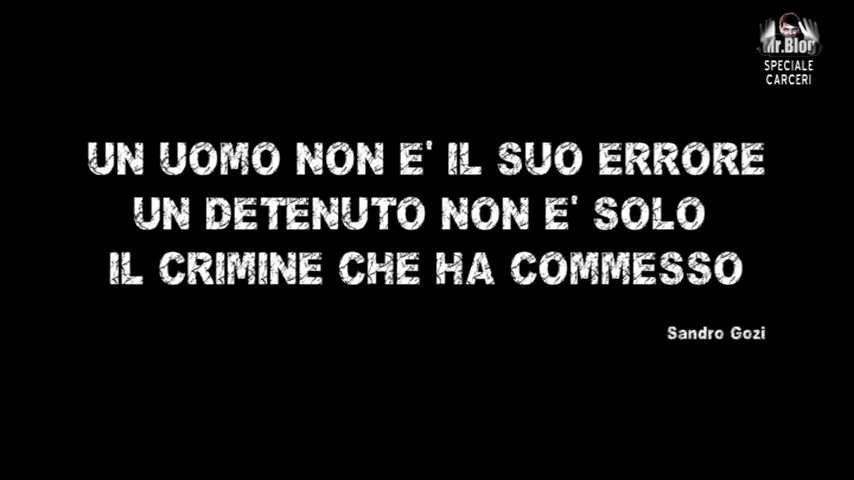 Mr.Blog
SPECIALE
CARCERI
UN UOMO NON E' IL SUO ERRORE
UN DETENUTO NON E' SOLO
IL CRIMINE CHE HA COMMESSO
Sandro Gozi